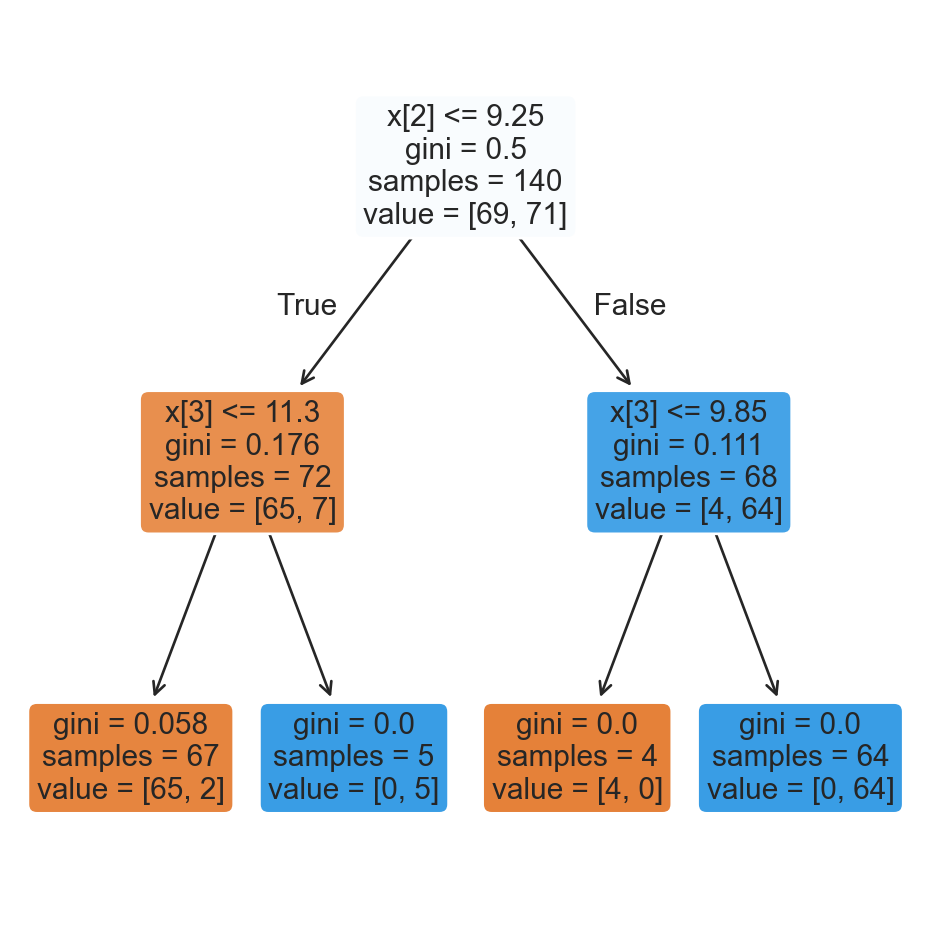 x[2] <= 9.25
gini = 0.5
samples = 140
value = [69, 71]
True
False
x[3] <= 11.3
gini = 0.176
samples = 72
value = [65, 7]
x[3] <= 9.85
gini = 0.111
samples = 68
value = [4, 64]
gini = 0.058
samples = 67
value = [65, 2]
gini = 0.0
samples = 5
value = [0, 5]
gini = 0.0
samples = 4
value = [4, 0]
gini = 0.0
samples = 64
value = [0, 64]